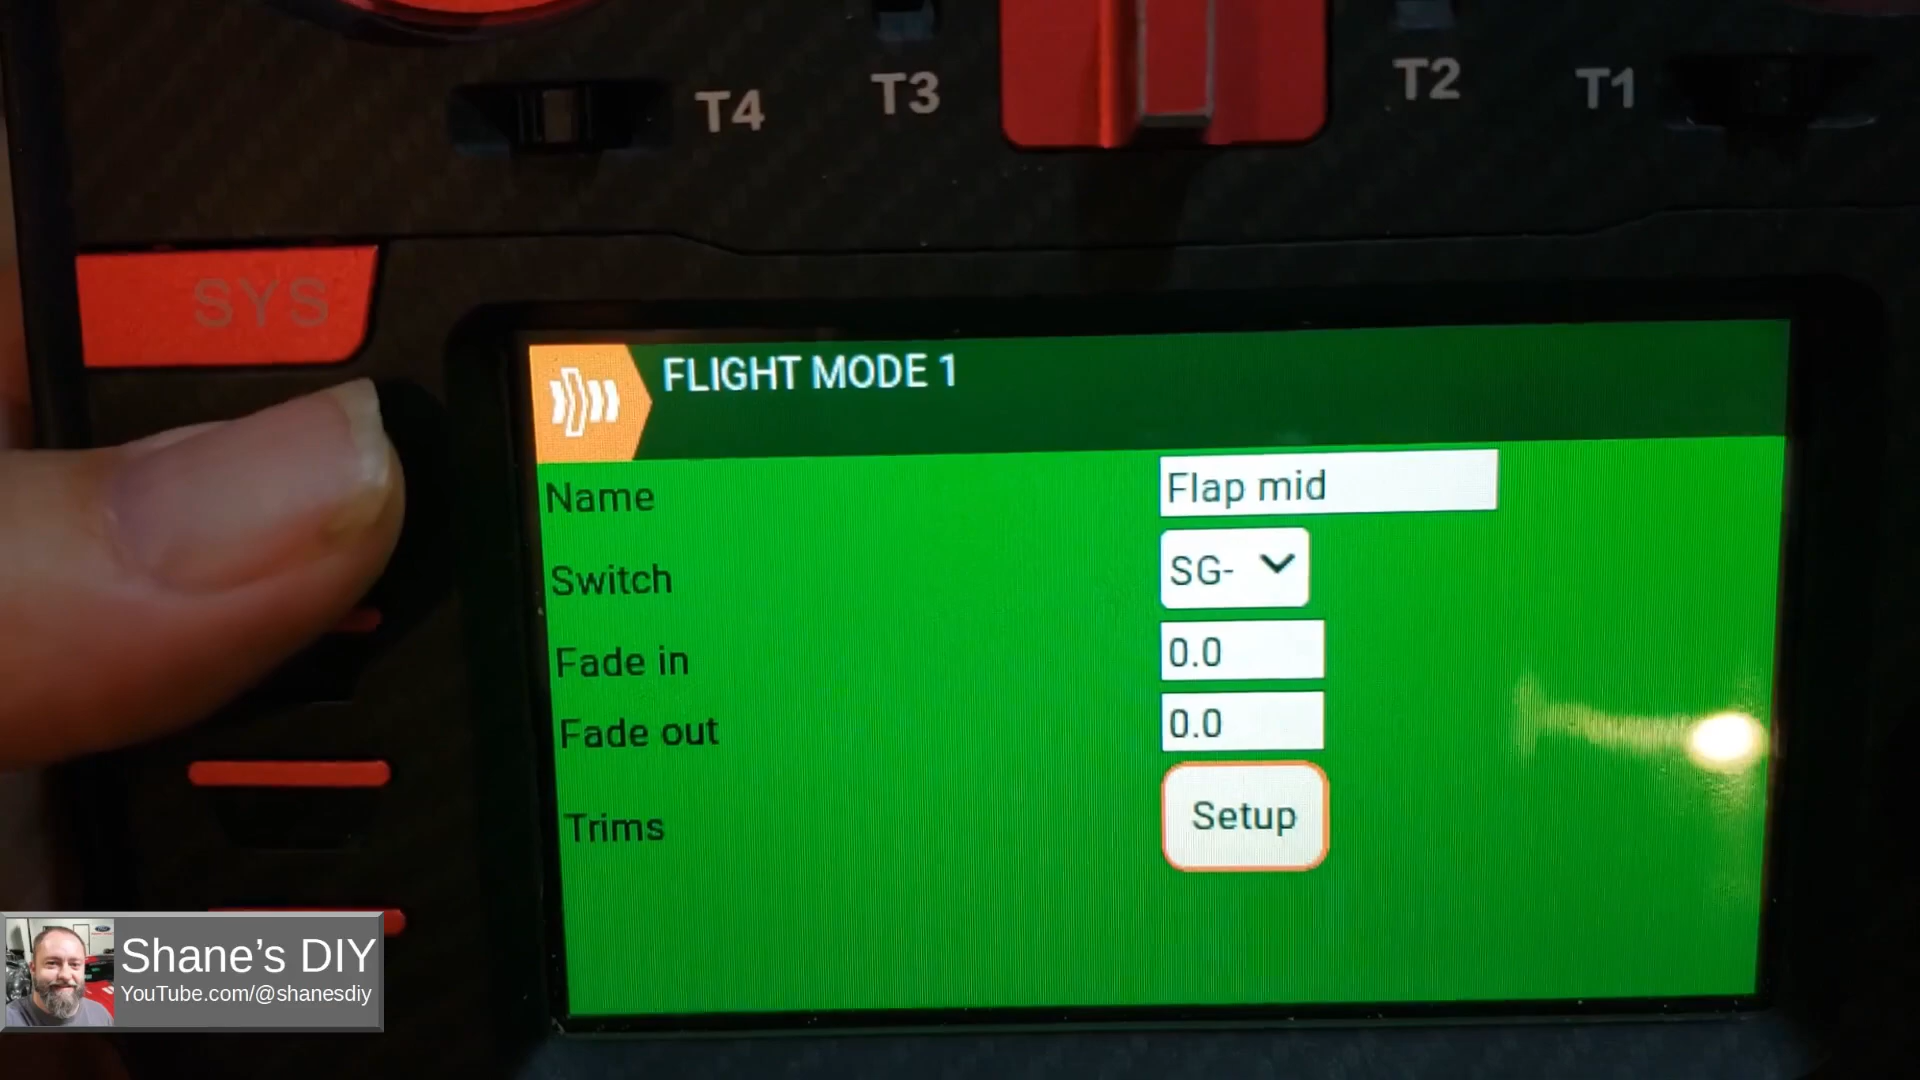 T4
T3
T2
T1
SYS
FLIGHT MODE 1
Name
Flap mid
Switch
SG-
Fade in
0.0
Fade out
0.0
Trims
Setup
Shane's DIY
YouTube.com/@shanesdiy